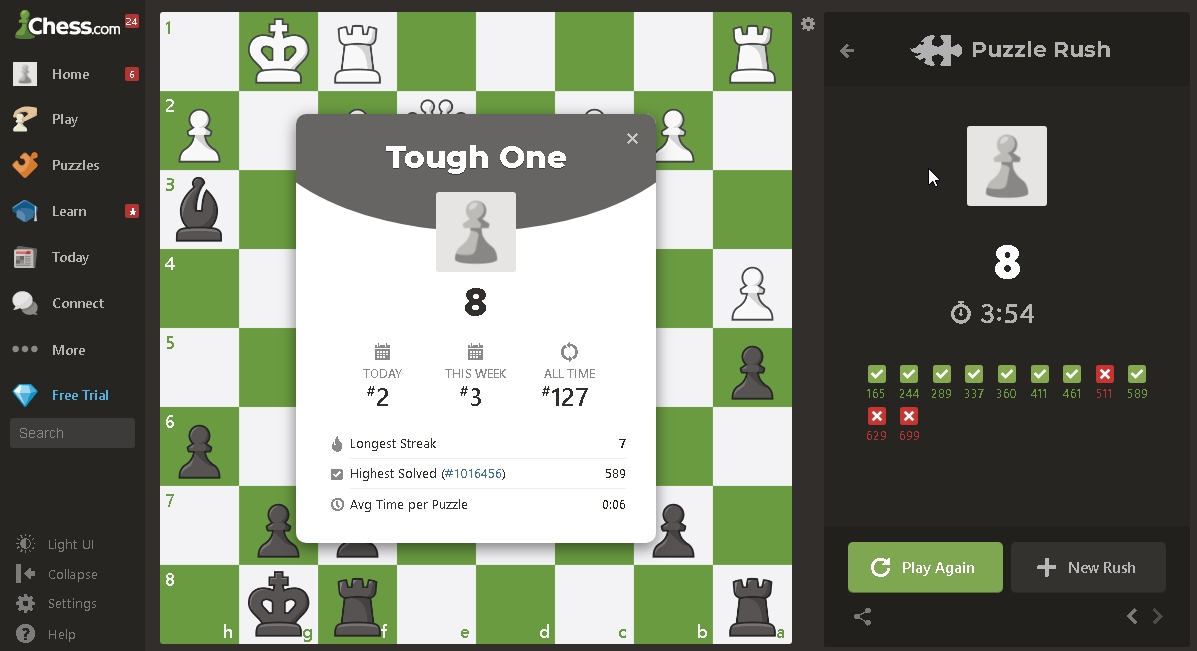 Chess.com 24
Home 6
Play
Puzzles
Learn
Today
Connect
More
Free Trial
Search
Light UI
Collapse
Settings
Help
1
2
3
4
5
6
7
8
h g f e d c b a
Tough One
8
TODAY THIS WEEK ALL TIME
#2 #3 #127
Longest Streak 7
Highest Solved (#1016456) 589
Avg Time per Puzzle 0:06
Puzzle Rush
8
3:54
165 244 289 337 360 411 461 511 589
629 699
Play Again New Rush